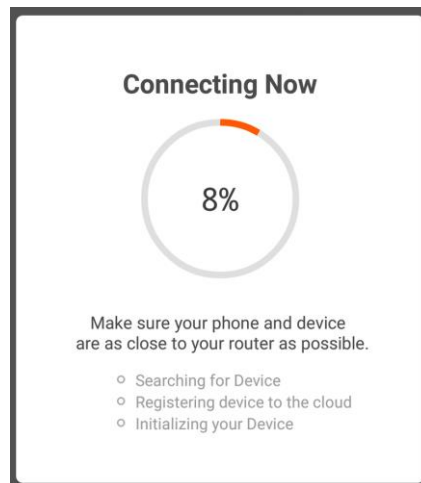 Connecting Now
8%
Make sure your phone and device
are as close to your router as possible.
Searching for Device
Registering device to the cloud
Initializing your Device